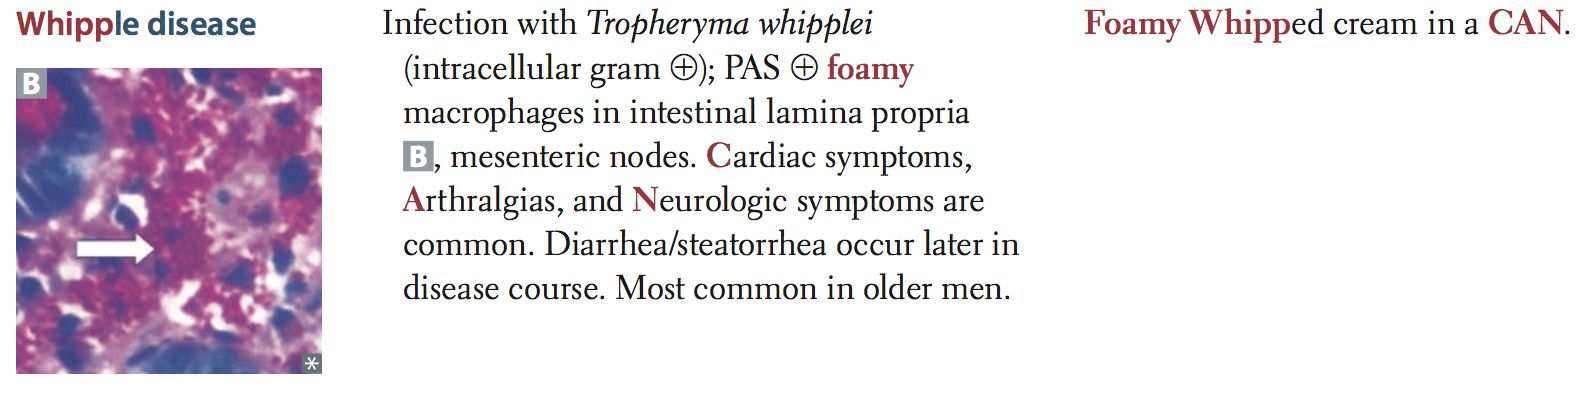 Whipple disease
B
*
Infection with Tropheryma whipplei
(intracellular gram ⊕); PAS ⊕ foamy
macrophages in intestinal lamina propria
B, mesenteric nodes. Cardiac symptoms,
Arthralgias, and Neurologic symptoms are
common. Diarrhea/steatorrhea occur later in
disease course. Most common in older men.
Foamy Whipped cream in a CAN.